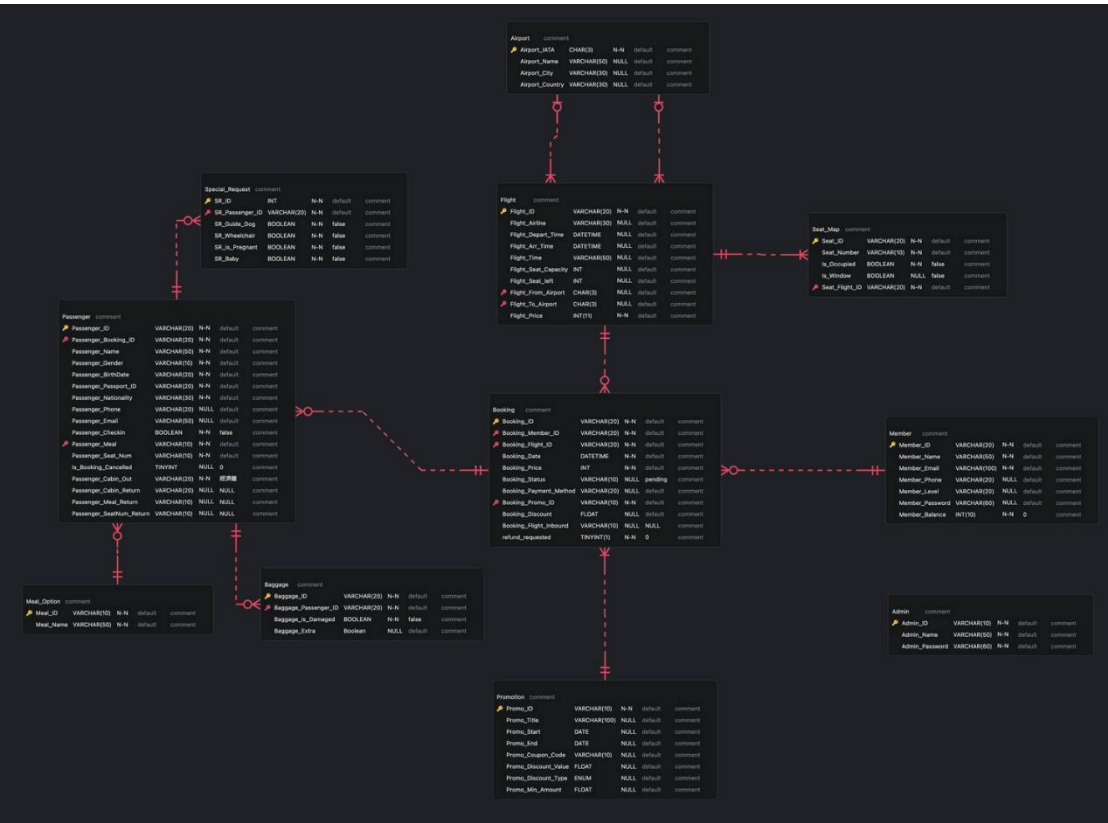 Airport comment
Airport_IATA CHAR(3) N-N default comment
Airport_Name VARCHAR(50) NULL default comment
Airport_City VARCHAR(30) NULL default comment
Airport_Country VARCHAR(30) NULL default comment
Special_Request comment
SR_ID INT N-N default comment
SR_Passenger_ID VARCHAR(20) N-N default comment
SR_Guide_Dog BOOLEAN N-N false comment
SR_Wheelchair BOOLEAN N-N false comment
SR_Is_Pregnant BOOLEAN N-N false comment
SR_Baby BOOLEAN N-N false comment
Flight comment
Flight_ID VARCHAR(20) N-N default comment
Flight_Airline VARCHAR(30) NULL default comment
Flight_Depart_Time DATETIME NULL default comment
Flight_Arr_Time DATETIME NULL default comment
Flight_Time VARCHAR(50) NULL default comment
Flight_Seat_Capacity INT NULL default comment
Flight_Seat_left INT NULL default comment
Flight_From_Airport CHAR(3) NULL default comment
Flight_To_Airport CHAR(3) NULL default comment
Flight_Price INT(11) N-N default comment
Seat_Map comment
Seat_ID VARCHAR(20) N-N default comment
Seat_Number VARCHAR(10) N-N default comment
Is_Occupied BOOLEAN N-N false comment
Is_Window BOOLEAN NULL false comment
Seat_Flight_ID VARCHAR(20) N-N default comment
Passenger comment
Passenger_ID VARCHAR(20) N-N default comment
Passenger_Booking_ID VARCHAR(20) N-N default comment
Passenger_Name VARCHAR(50) N-N default comment
Passenger_Gender VARCHAR(10) N-N default comment
Passenger_BirthDate VARCHAR(20) N-N default comment
Passenger_Passport_ID VARCHAR(20) N-N default comment
Passenger_Nationality VARCHAR(30) N-N default comment
Passenger_Phone VARCHAR(20) NULL default comment
Passenger_Email VARCHAR(50) NULL default comment
Passenger_Checkin BOOLEAN N-N false comment
Passenger_Meal VARCHAR(10) N-N default comment
Passenger_Seat_Num VARCHAR(10) N-N default comment
Is_Booking_Cancelled TINYINT NULL 0 comment
Passenger_Cabin_Out VARCHAR(20) N-N 經濟艙 comment
Passenger_Cabin_Return VARCHAR(20) NULL NULL comment
Passenger_Meal_Return VARCHAR(10) NULL NULL comment
Passenger_SeatNum_Return VARCHAR(10) NULL NULL comment
Booking comment
Booking_ID VARCHAR(20) N-N default comment
Booking_Member_ID VARCHAR(20) N-N default comment
Booking_Flight_ID VARCHAR(20) N-N default comment
Booking_Date DATETIME N-N default comment
Booking_Price INT N-N default comment
Booking_Status VARCHAR(10) NULL pending comment
Booking_Payment_Method VARCHAR(20) NULL default comment
Booking_Promo_ID VARCHAR(10) N-N default comment
Booking_Discount FLOAT NULL default comment
Booking_Flight_Inbound VARCHAR(10) NULL NULL comment
refund_requested TINYINT(1) N-N 0 comment
Member comment
Member_ID VARCHAR(20) N-N default comment
Member_Name VARCHAR(50) N-N default comment
Member_Email VARCHAR(100) N-N default comment
Member_Phone VARCHAR(20) NULL default comment
Member_Level VARCHAR(20) NULL default comment
Member_Password VARCHAR(60) NULL default comment
Member_Balance INT(10) N-N 0 comment
Meal_Option comment
Meal_ID VARCHAR(10) N-N default comment
Meal_Name VARCHAR(50) N-N default comment
Baggage comment
Baggage_ID VARCHAR(20) N-N default comment
Baggage_Passenger_ID VARCHAR(20) N-N default comment
Baggage_Is_Damaged BOOLEAN N-N false comment
Baggage_Extra Boolean NULL default comment
Admin comment
Admin_ID VARCHAR(10) N-N default comment
Admin_Name VARCHAR(50) N-N default comment
Admin_Password VARCHAR(60) N-N default comment
Promotion comment
Promo_ID VARCHAR(10) N-N default comment
Promo_Title VARCHAR(100) NULL default comment
Promo_Start DATE NULL default comment
Promo_End DATE NULL default comment
Promo_Coupon_Code VARCHAR(10) NULL default comment
Promo_Discount_Value FLOAT NULL default comment
Promo_Discount_Type ENUM NULL default comment
Promo_Min_Amount FLOAT NULL default comment